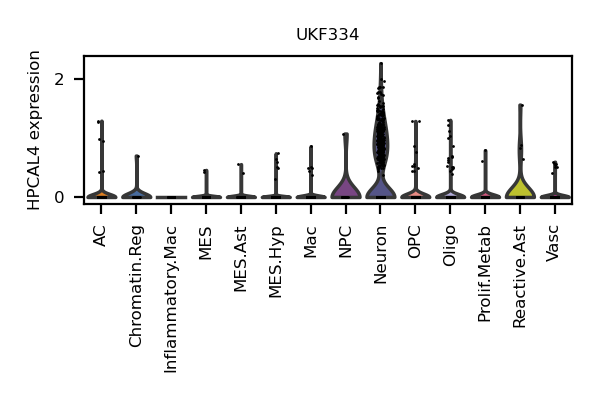 UKF334
HPCAL4 expression
2
0
AC
Chromatin.Reg
Inflammatory.Mac
MES
MES.Ast
MES.Hyp
Mac
NPC
Neuron
OPC
Oligo
Prolif.Metab
Reactive.Ast
Vasc